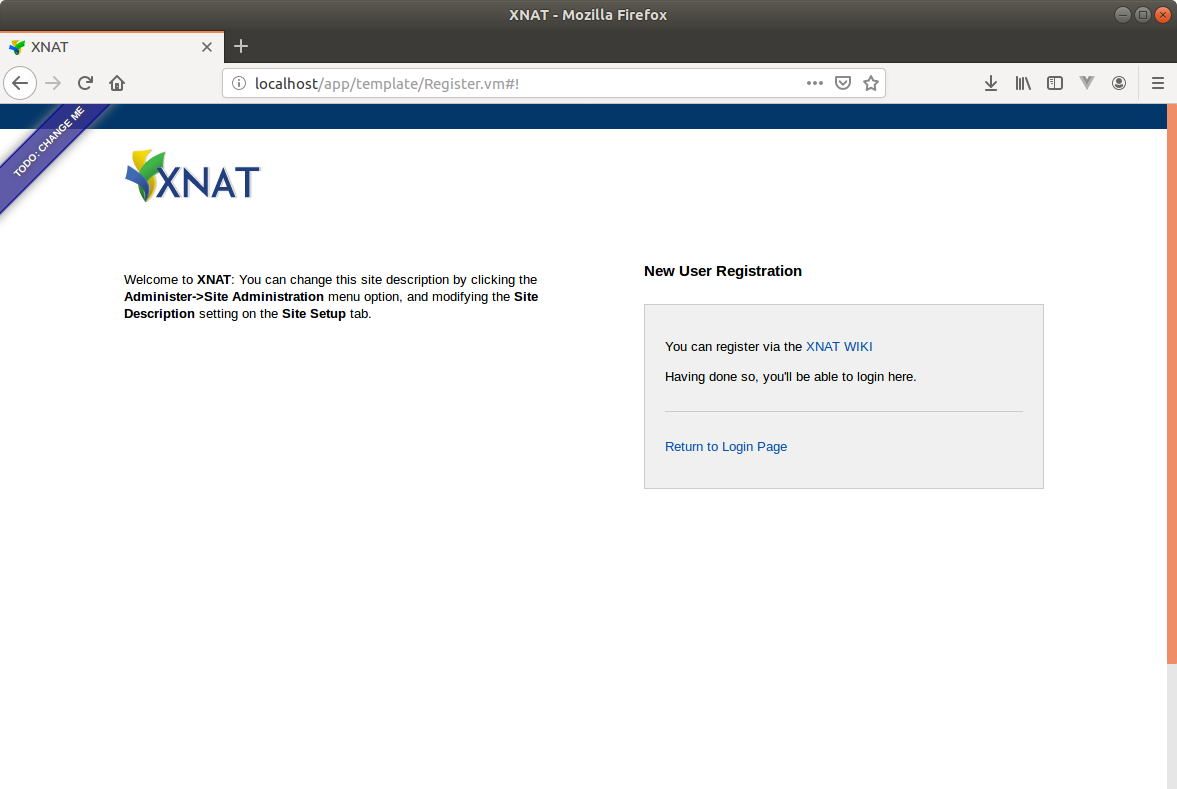 XNAT - Mozilla Firefox
XNAT
localhost/app/template/Register.vm#!
TODO: CHANGE ME
XNAT
Welcome to XNAT: You can change this site description by clicking the
Administer->Site Administration menu option, and modifying the Site
Description setting on the Site Setup tab.
New User Registration
You can register via the XNAT WIKI
Having done so, you'll be able to login here.
Return to Login Page